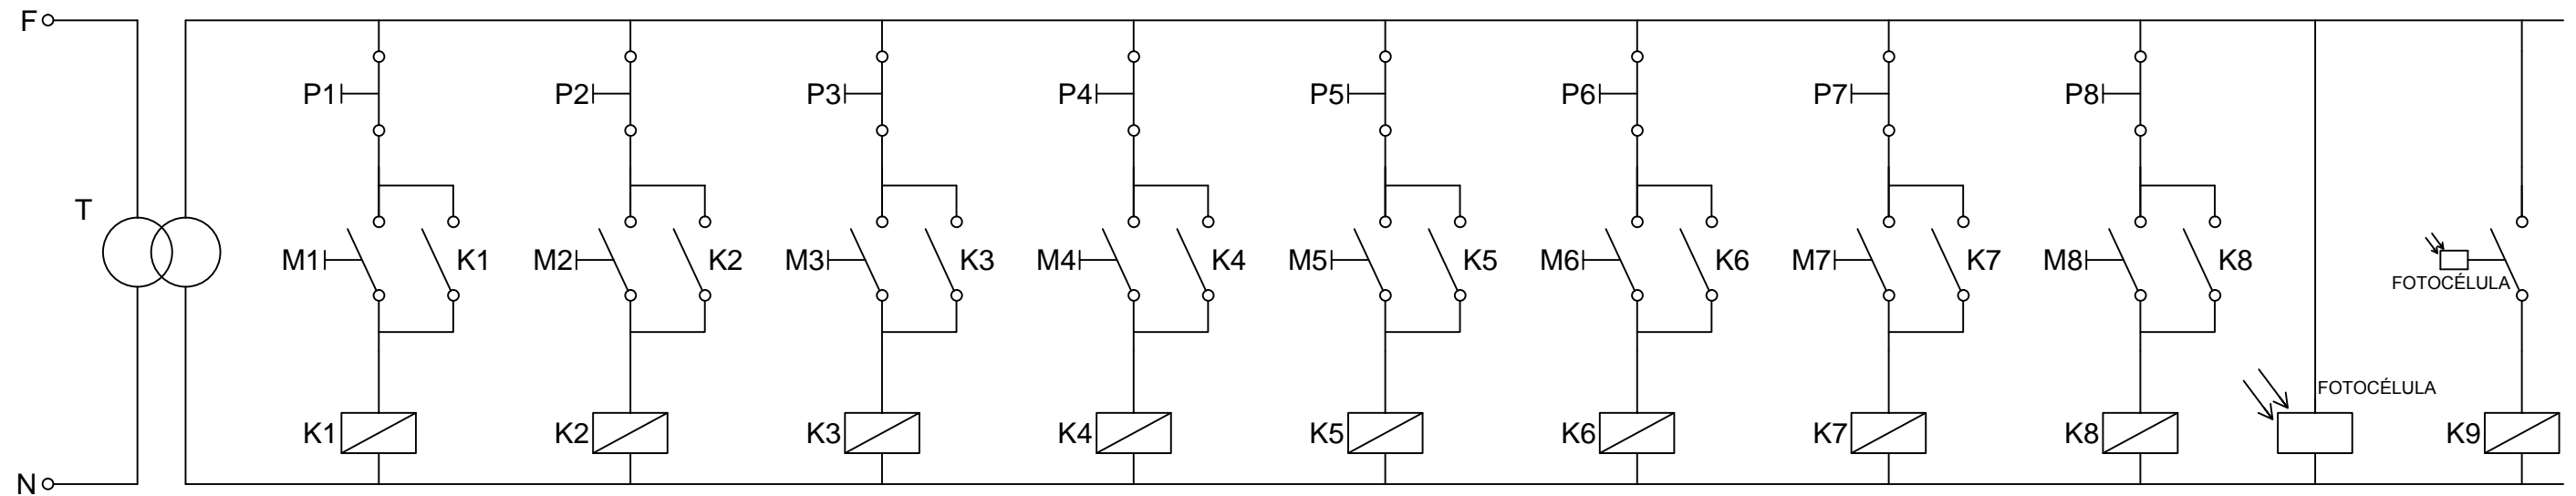 F
P1 P2 P3 P4 P5 P6 P7 P8
T
M1 K1 M2 K2 M3 K3 M4 K4 M5 K5 M6 K6 M7 K7 M8 K8
FOTOCÉLULA
FOTOCÉLULA
K1 K2 K3 K4 K5 K6 K7 K8 K9
N